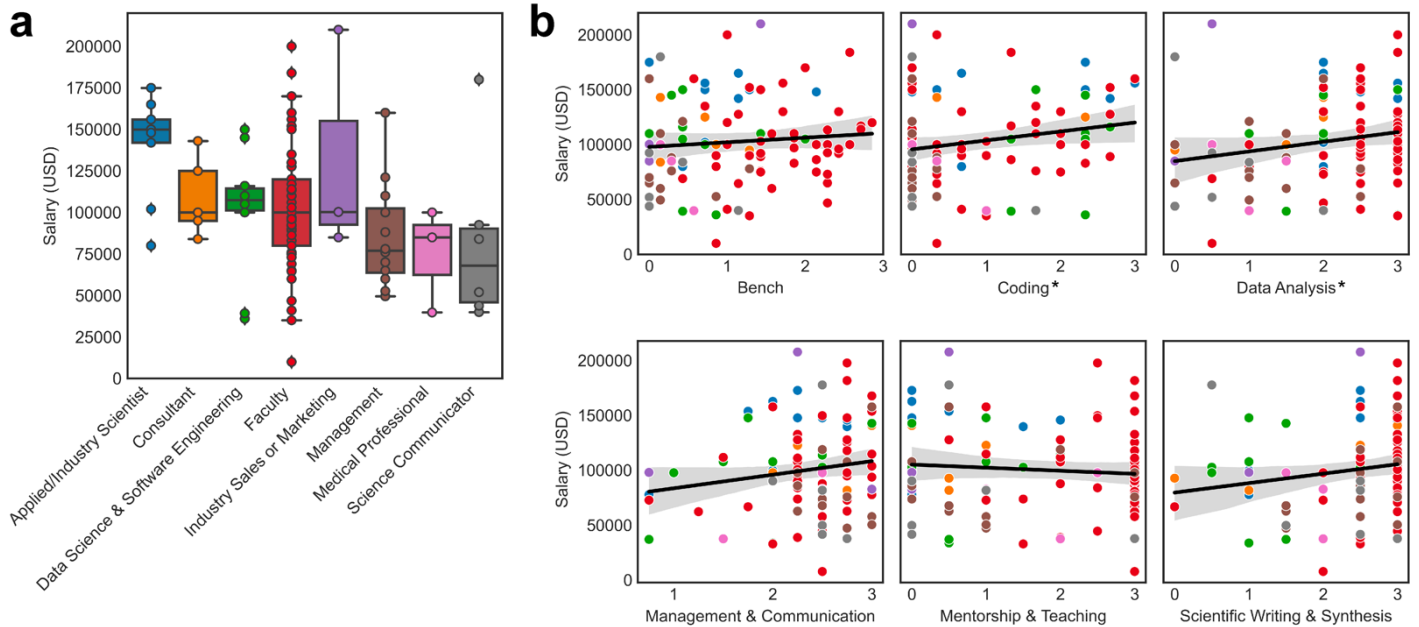 a
Salary (USD)
200000
175000
150000
125000
100000
75000
50000
25000
0
Applied/Industry Scientist
Consultant
Data Science & Software Engineering
Faculty
Industry Sales or Marketing
Management
Medical Professional
Science Communicator
b
Salary (USD)
200000
150000
100000
50000
0
0 1 2 3
Bench
0 1 2 3
Coding*
0 1 2 3
Data Analysis*
Salary (USD)
200000
150000
100000
50000
0
1 2 3
Management & Communication
0 1 2 3
Mentorship & Teaching
0 1 2 3
Scientific Writing & Synthesis